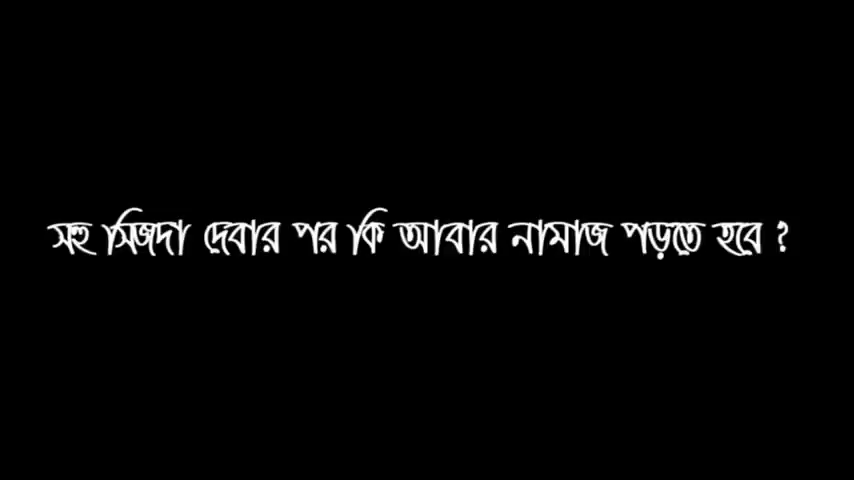 সহু সিজদা দেবার পর কি আবার নামাজ পড়তে হবে ?